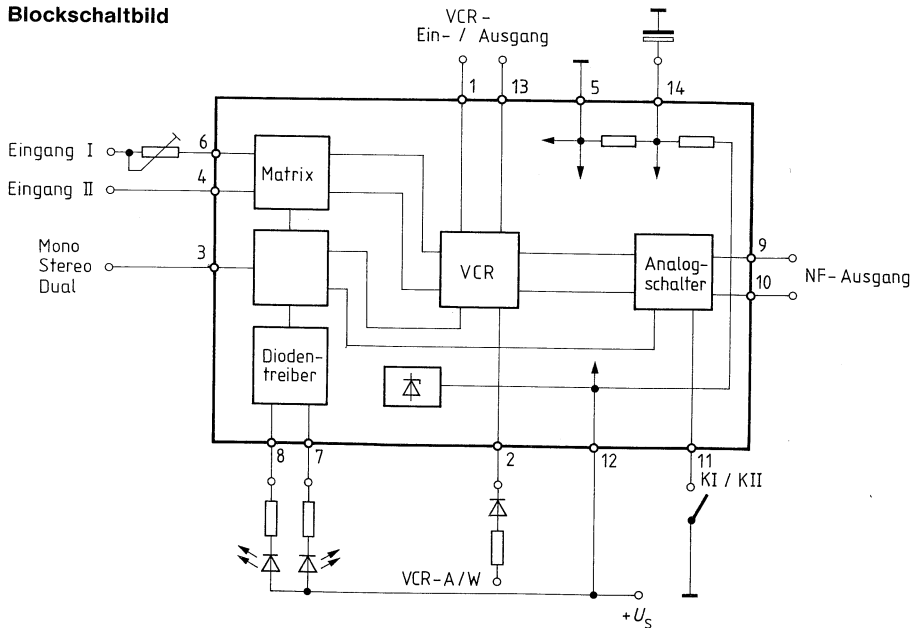 Blockschaltbild
VCR-
Ein- / Ausgang
1
13
5
14
6
Eingang I
Matrix
4
Eingang II
Mono
Stereo
Dual
3
VCR
Analog-
schalter
9
NF-Ausgang
10
Dioden-
treiber
8
7
2
12
11
KI / KII
VCR-A/W
+US